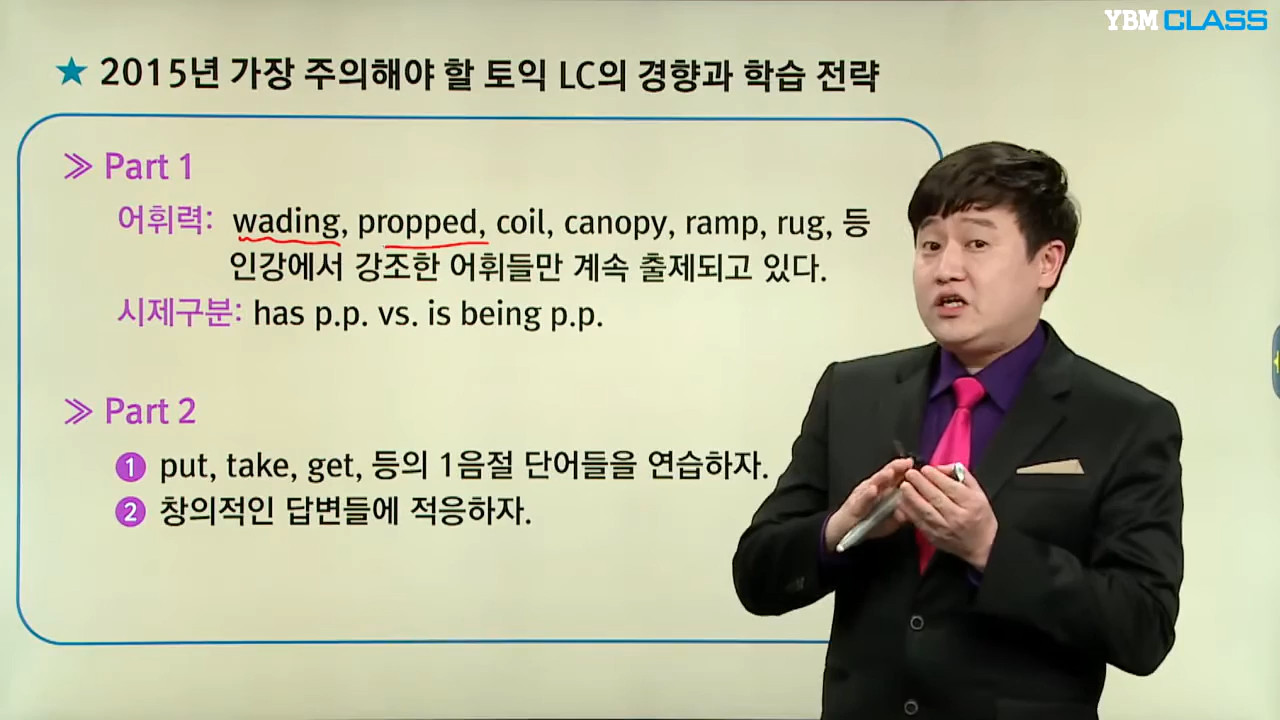 YBM CLASS
★ 2015년 가장 주의해야 할 토익 LC의 경향과 학습 전략
≫ Part 1
어휘력: wading, propped, coil, canopy, ramp, rug, 등
인강에서 강조한 어휘들만 계속 출제되고 있다.
시제구분: has p.p. vs. is being p.p.
≫ Part 2
1 put, take, get, 등의 1음절 단어들을 연습하자.
2 창의적인 답변들에 적응하자.